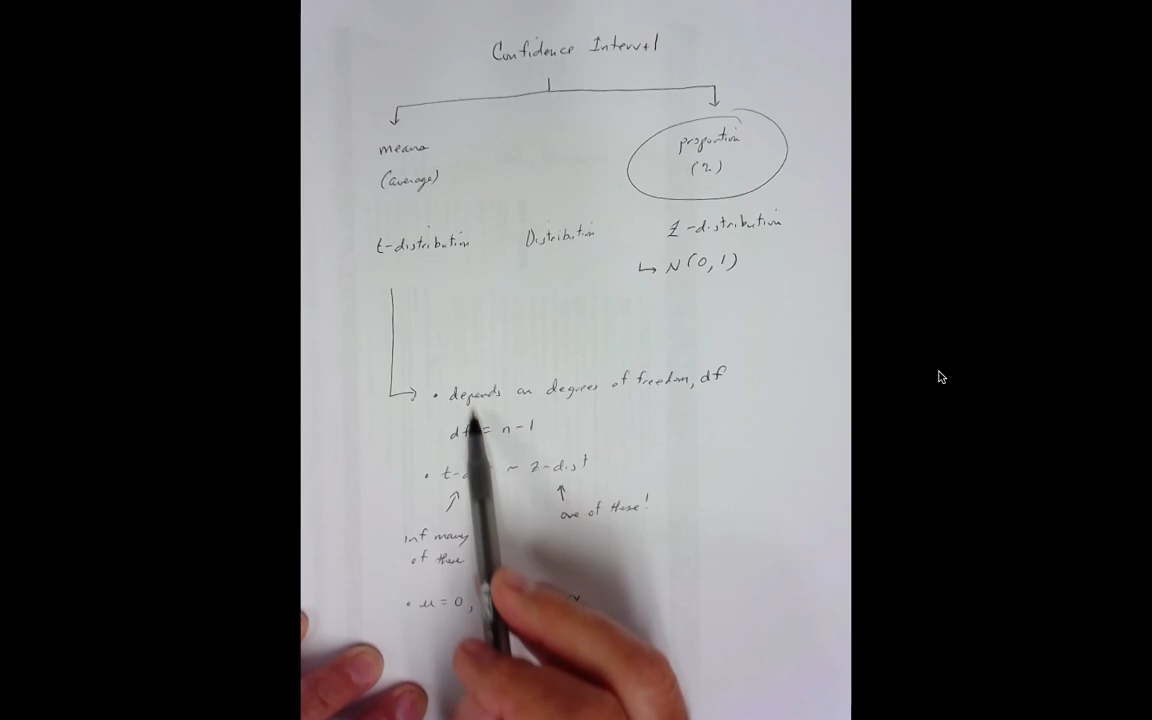 Confidence Interval
means
(average)
proportion
(%)
t-distribution Distribution Z-distribution
↳ N(0,1)
• depends on degrees of freedom, df
df = n-1
• t- ~ z-dist
one of these!
inf many
of these
• μ=0,